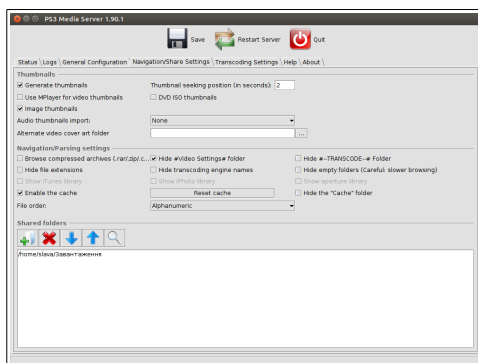 PS3 Media Server 1.90.1
Save Restart Server Quit
Status Logs General Configuration Navigation/Share Settings Transcoding Settings Help About
Thumbnails
Generate thumbnails Thumbnail seeking position (in seconds): 2
Use MPlayer for video thumbnails DVD ISO thumbnails
Image thumbnails
Audio thumbnails import: None
Alternate video cover art folder ...
Navigation/Parsing settings
Browse compressed archives (.rar/.zip/.c... Hide #Video Settings# folder Hide #--TRANSCODE--# Folder
Hide file extensions Hide transcoding engine names Hide empty folders (Careful: slower browsing)
Show iTunes library Show iPhoto library Show aperture library
Enable the cache Reset cache Hide the "Cache" folder
File order: Alphanumeric
Shared folders
/home/slava/Завантаження